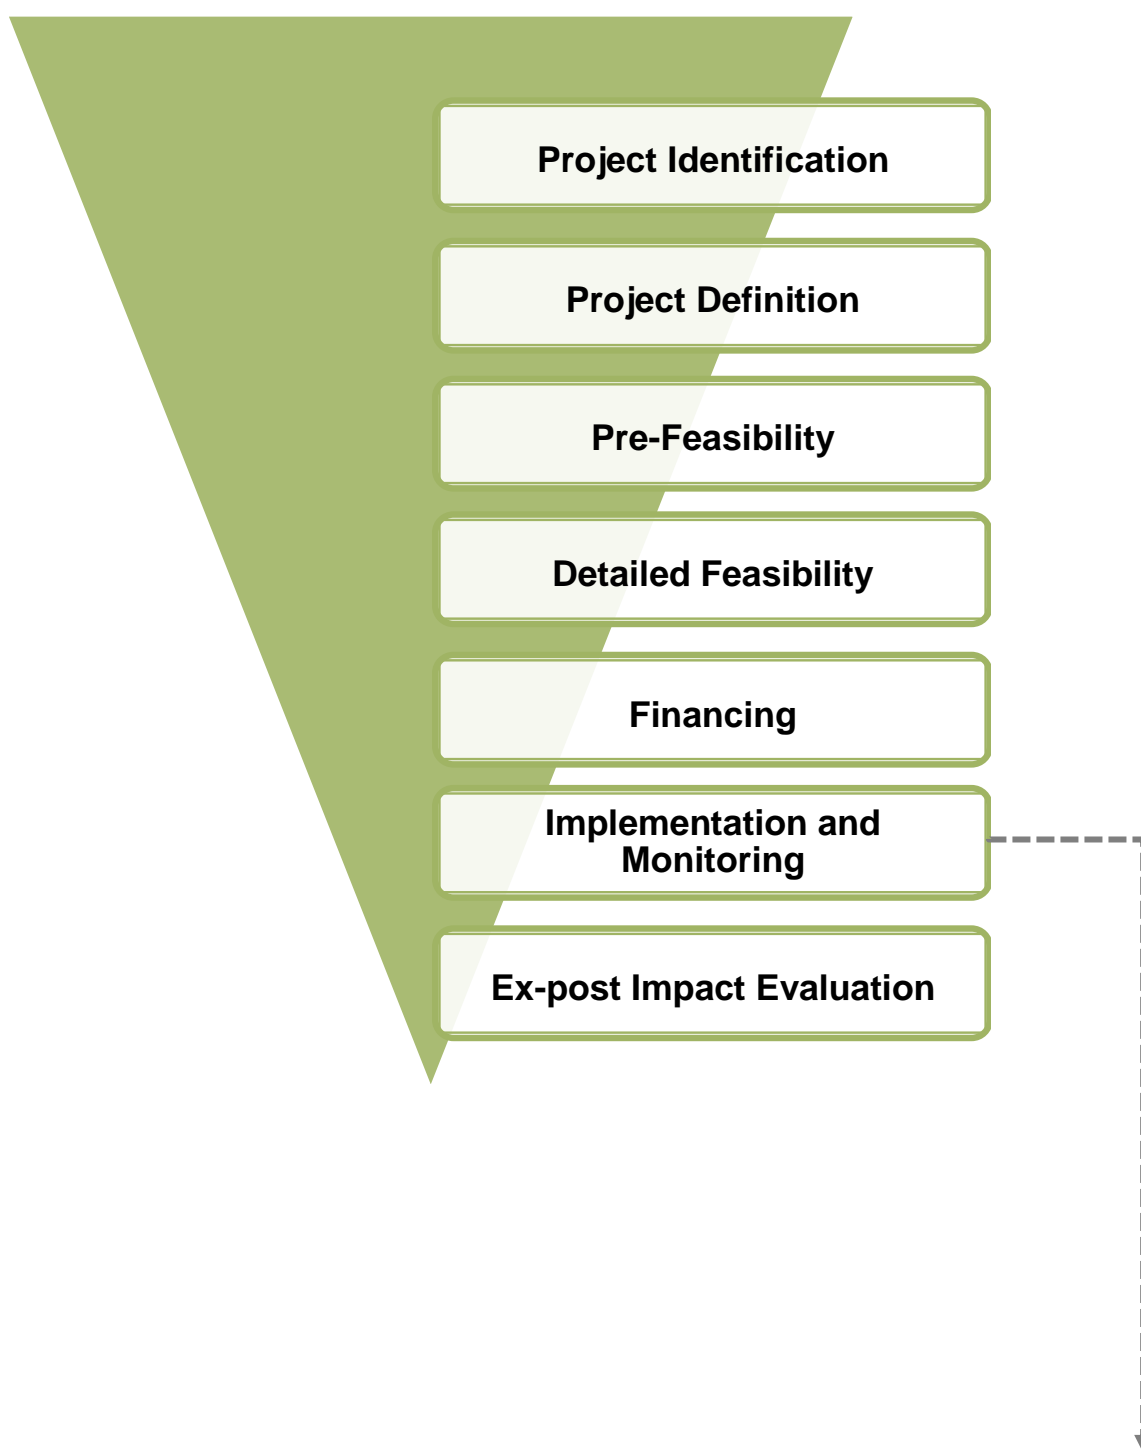 Project Identification
Project Definition
Pre-Feasibility
Detailed Feasibility
Financing
Implementation and
Monitoring
Ex-post Impact Evaluation